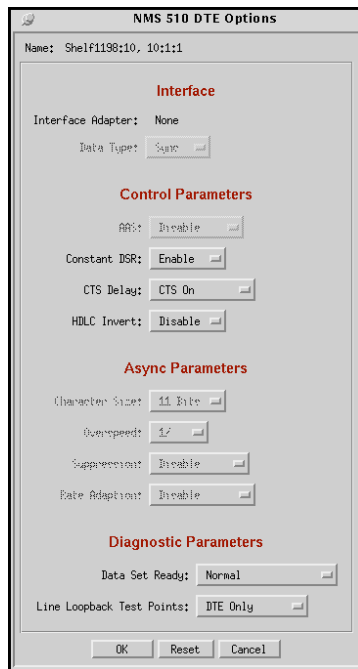 NMS 510 DTE Options
Name: Shelf1198:10, 10:1:1
Interface
Interface Adapter: None
Data Type: Sync
Control Parameters
AAS: Disable
Constant DSR: Enable
CTS Delay: CTS On
HDLC Invert: Disable
Async Parameters
Character Size: 11 Bits
Overspeed:
Suppression: Disable
Rate Adaption: Disable
Diagnostic Parameters
Data Set Ready: Normal
Line Loopback Test Points: DTE Only
OK Reset Cancel